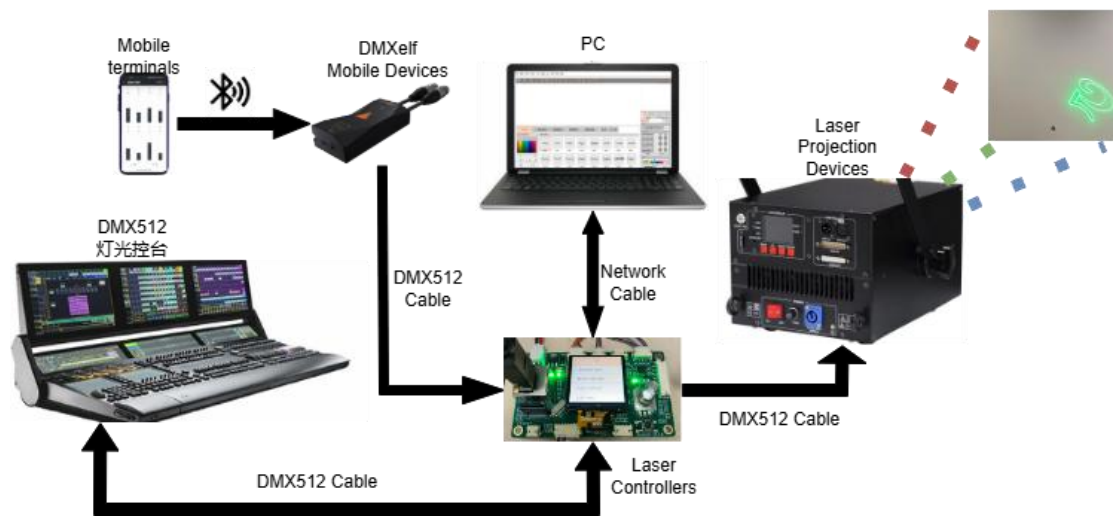 Mobile
terminals
DMXelf
Mobile Devices
PC
Laser
Projection
Devices
DMX512
灯光控台
DMX512
Cable
Network
Cable
DMX512 Cable
DMX512 Cable
Laser
Controllers